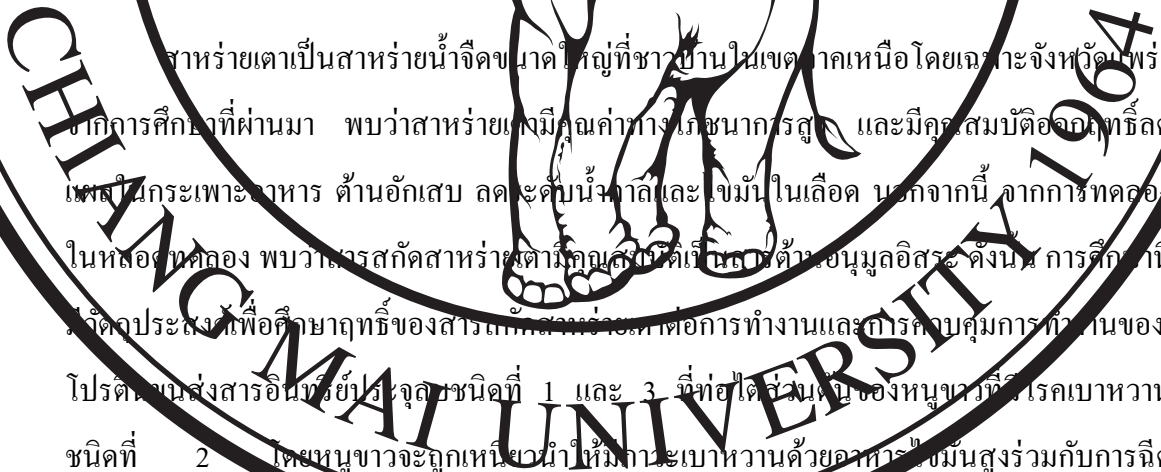 สาหร่ายเตาเป็นสาหร่ายน้ำจืดขนาดใหญ่ที่ชาวบ้านในเขตภาคเหนือโดยเฉพาะจังหวัดแพร่
จากการศึกษาที่ผ่านมา พบว่าสาหร่ายเตามีคุณค่าทางโภชนาการสูง และมีคุณสมบัติออกฤทธิ์ลด
แผลในกระเพาะอาหาร ต้านอักเสบ ลดระดับน้ำตาลและไขมันในเลือด นอกจากนี้ จากการทดลอง
ในหลอดทดลอง พบว่าสารสกัดสาหร่ายเตามีคุณสมบัติเป็นสารต้านอนุมูลอิสระ ดังนั้น การศึกษานี้
มีวัตถุประสงค์เพื่อศึกษาฤทธิ์ของสารสกัดสาหร่ายเตาต่อการทำงานและการควบคุมการทำงานของ
โปรตีนขนส่งสารอินทรีย์ประจุลบชนิดที่ 1 และ 3 ที่ท่อไตส่วนต้นของหนูขาวที่มีโรคเบาหวาน
ชนิดที่ 2 โดยหนูขาวจะถูกเหนี่ยวนำให้มีภาวะเบาหวานด้วยอาหารไขมันสูงร่วมกับการฉีด
CHIANG MAI UNIVERSITY 1964